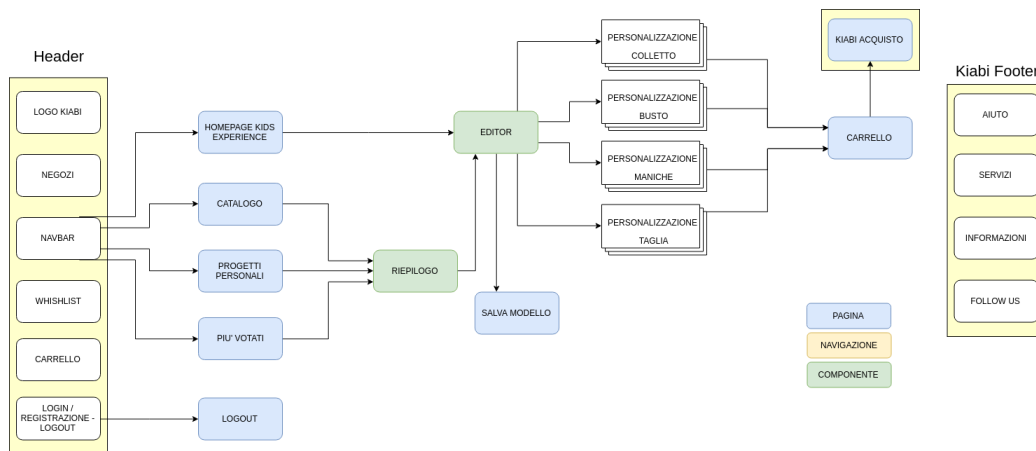 Header
LOGO KIABI
NEGOZI
NAVBAR
WHISHLIST
CARRELLO
LOGIN /
REGISTRAZIONE -
LOGOUT
HOMEPAGE KIDS
EXPERIENCE
CATALOGO
PROGETTI
PERSONALI
PIU' VOTATI
LOGOUT
RIEPILOGO
EDITOR
SALVA MODELLO
PERSONALIZZAZIONE
COLLETTO
PERSONALIZZAZIONE
BUSTO
PERSONALIZZAZIONE
MANICHE
PERSONALIZZAZIONE
TAGLIA
KIABI ACQUISTO
CARRELLO
PAGINA
NAVIGAZIONE
COMPONENTE
Kiabi Footer
AIUTO
SERVIZI
INFORMAZIONI
FOLLOW US